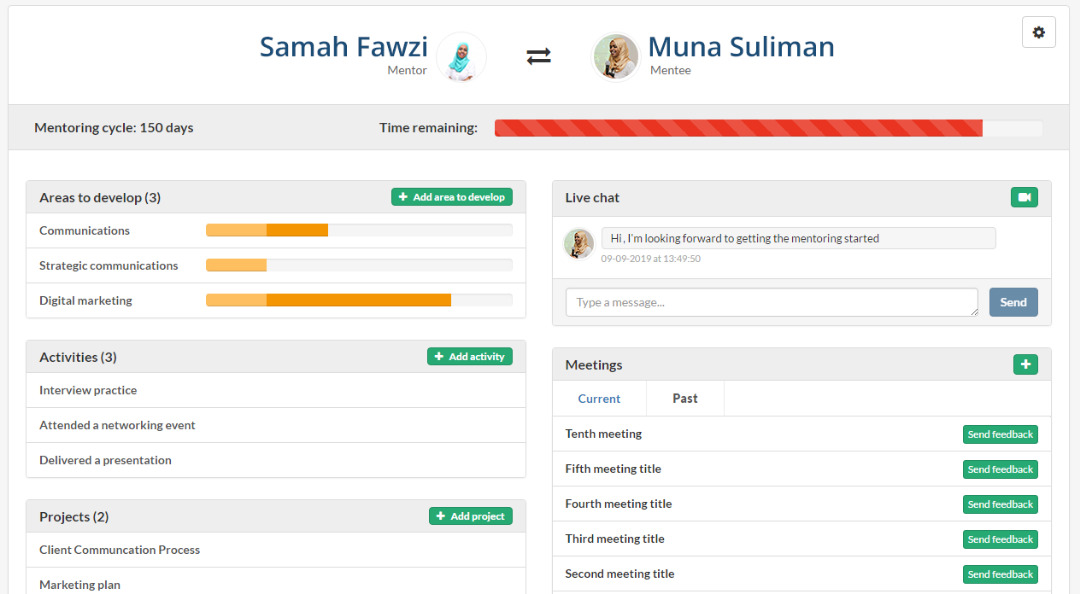 Samah Fawzi
Mentor
Muna Suliman
Mentee
Mentoring cycle: 150 days
Time remaining:
Areas to develop (3)
+ Add area to develop
Communications
Strategic communications
Digital marketing
Activities (3)
+ Add activity
Interview practice
Attended a networking event
Delivered a presentation
Projects (2)
+ Add project
Client Communcation Process
Marketing plan
Live chat
Hi, I'm looking forward to getting the mentoring started
09-09-2019 at 13:49:50
Type a message...
Send
Meetings
+
Current Past
Tenth meeting Send feedback
Fifth meeting title Send feedback
Fourth meeting title Send feedback
Third meeting title Send feedback
Second meeting title Send feedback